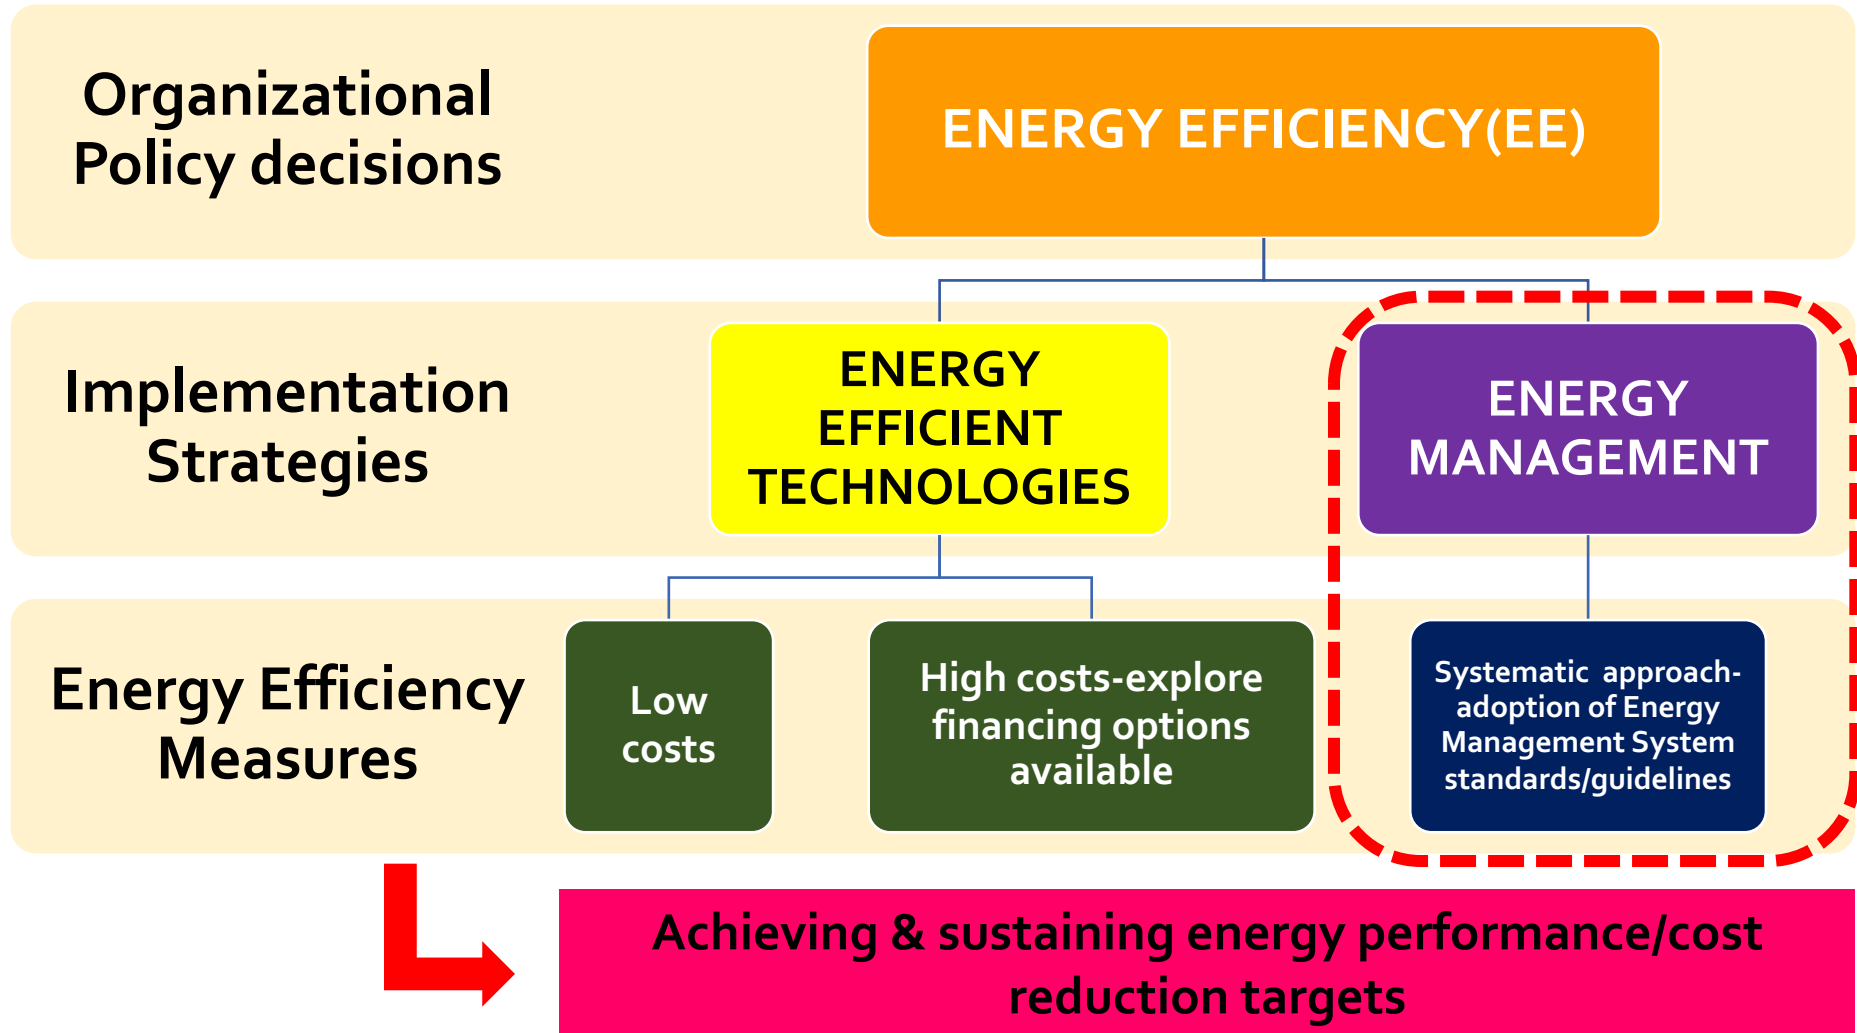 Organizational
Policy decisions
ENERGY EFFICIENCY(EE)
Implementation
Strategies
ENERGY
EFFICIENT
TECHNOLOGIES
ENERGY
MANAGEMENT
Energy Efficiency
Measures
Low
costs
High costs-explore
financing options
available
Systematic approach-
adoption of Energy
Management System
standards/guidelines
Achieving & sustaining energy performance/cost
reduction targets